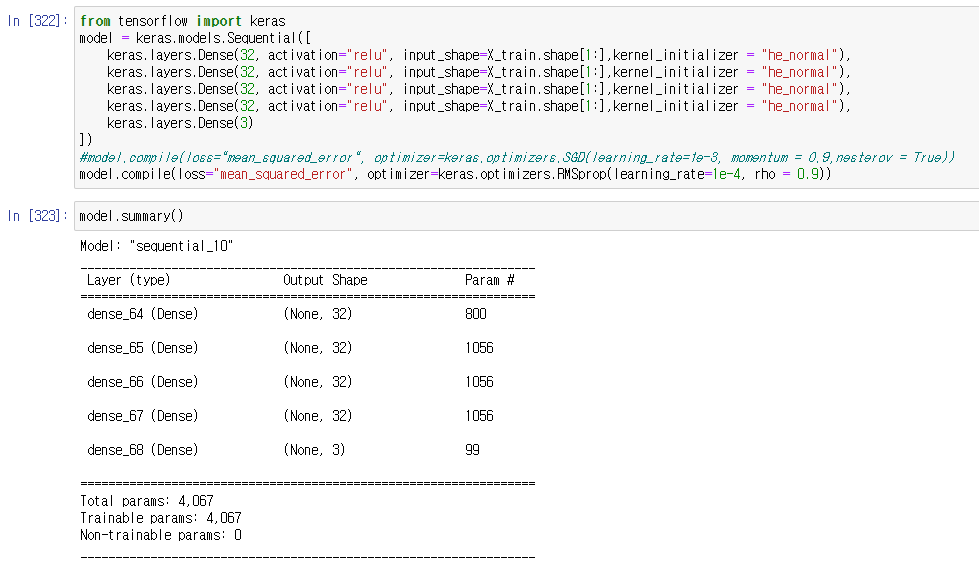 In [322]: from tensorflow import keras
model = keras.models.Sequential([
    keras.layers.Dense(32, activation="relu", input_shape=X_train.shape[1:],kernel_initializer = "he_normal"),
    keras.layers.Dense(32, activation="relu", input_shape=X_train.shape[1:],kernel_initializer = "he_normal"),
    keras.layers.Dense(32, activation="relu", input_shape=X_train.shape[1:],kernel_initializer = "he_normal"),
    keras.layers.Dense(32, activation="relu", input_shape=X_train.shape[1:],kernel_initializer = "he_normal"),
    keras.layers.Dense(3)
])
#model.compile(loss="mean_squared_error", optimizer=keras.optimizers.SGD(learning_rate=1e-3, momentum = 0.9,nesterov = True))
model.compile(loss="mean_squared_error", optimizer=keras.optimizers.RMSprop(learning_rate=1e-4, rho = 0.9))
In [323]: model.summary()
Model: "sequential_10"
_________________________________________________________________
Layer (type) Output Shape Param #
=================================================================
dense_64 (Dense) (None, 32) 800
dense_65 (Dense) (None, 32) 1056
dense_66 (Dense) (None, 32) 1056
dense_67 (Dense) (None, 32) 1056
dense_68 (Dense) (None, 3) 99
=================================================================
Total params: 4,067
Trainable params: 4,067
Non-trainable params: 0
_________________________________________________________________